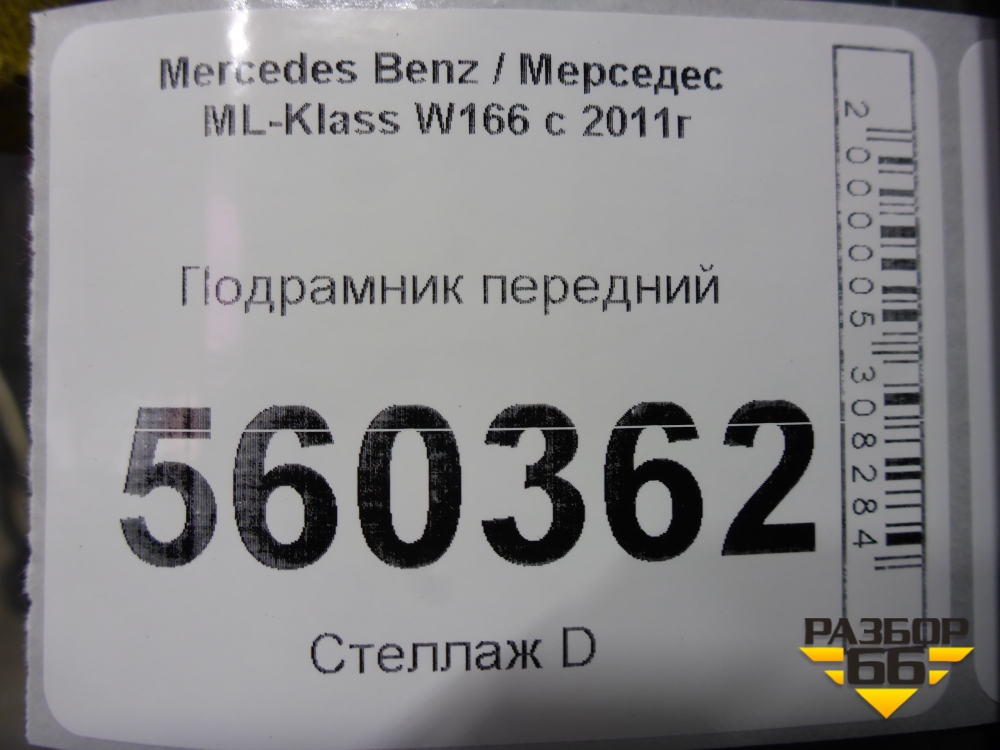 Mercedes Benz / Мерседес
ML-Klass W166 с 2011г
Подрамник передний
560362
Стеллаж D
2000005308284
РАЗБОР
66